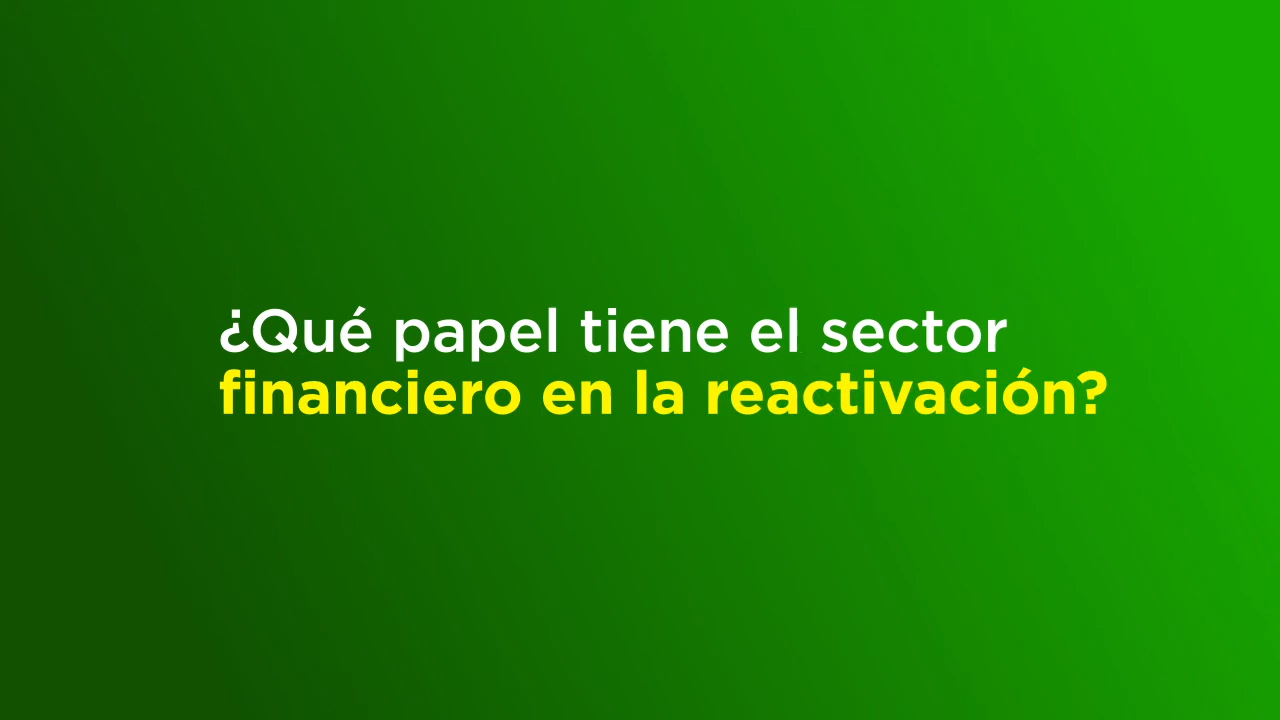 ¿Qué papel tiene el sector
financiero en la reactivación?